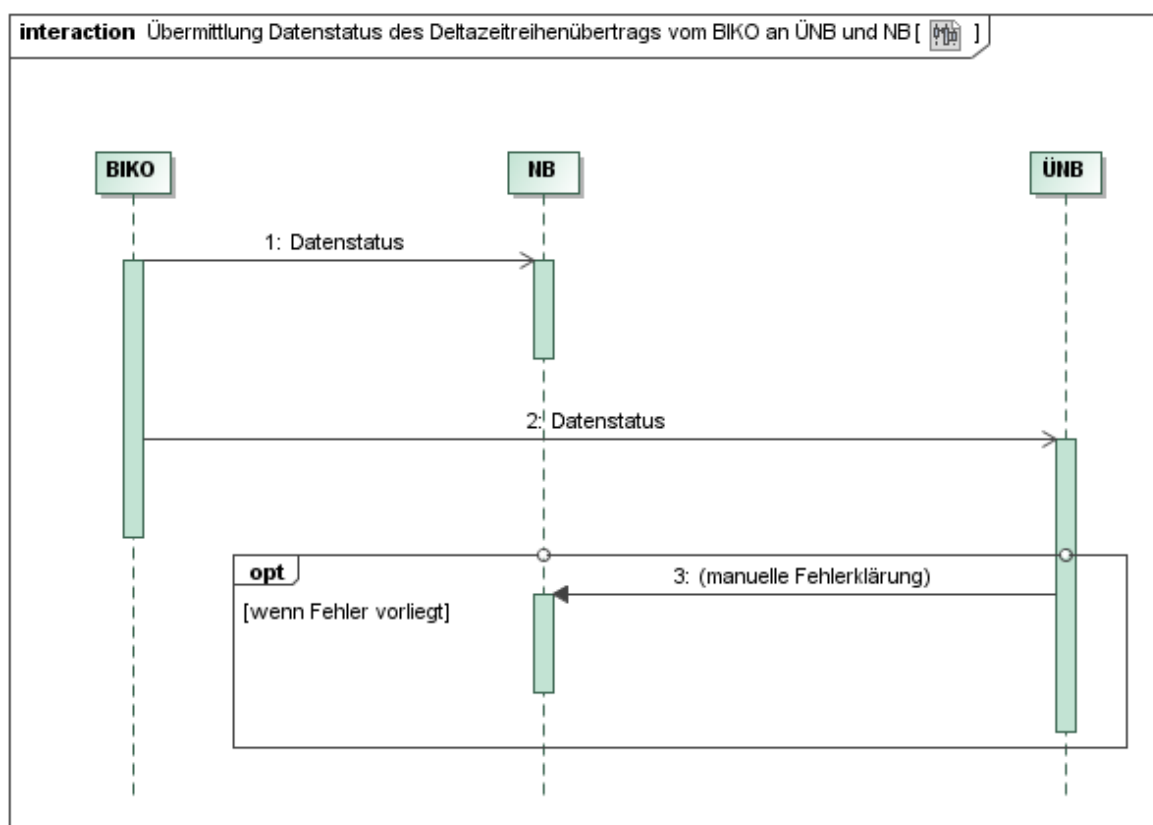 interaction Übermittlung Datenstatus des Deltazeitreihenübertrags vom BIKO an ÜNB und NB [ ]
BIKO
NB
ÜNB
1: Datenstatus
2: Datenstatus
opt
3: (manuelle Fehlerklärung)
[wenn Fehler vorliegt]